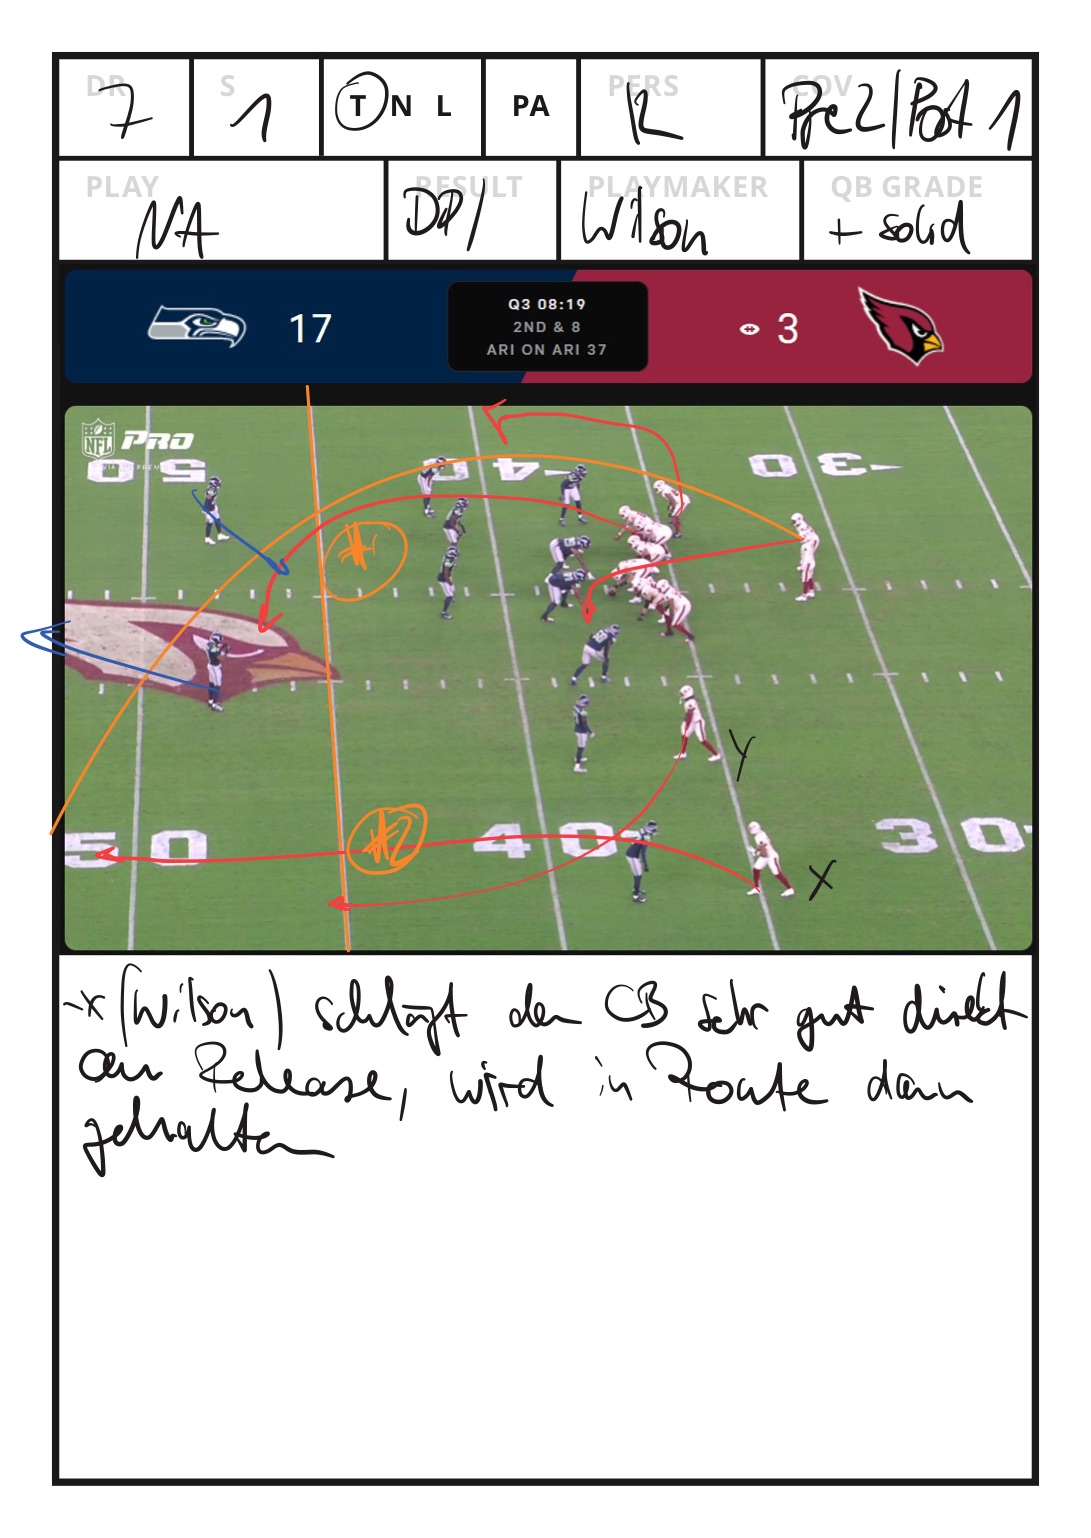 DR 7 S 1 T N L PA PERS 12 COV Pre 2/Post 1
PLAY NA RESULT DPI PLAYMAKER Wilson QB GRADE + solid
17 Q3 08:19 3
2ND & 8
ARI ON ARI 37
NFL PRO
50 40 30
#1
Y
50 #2 40 30
X
-X (Wilson) schlägt den CB sehr gut direkt
am Release, wird in Route dann
gehalten